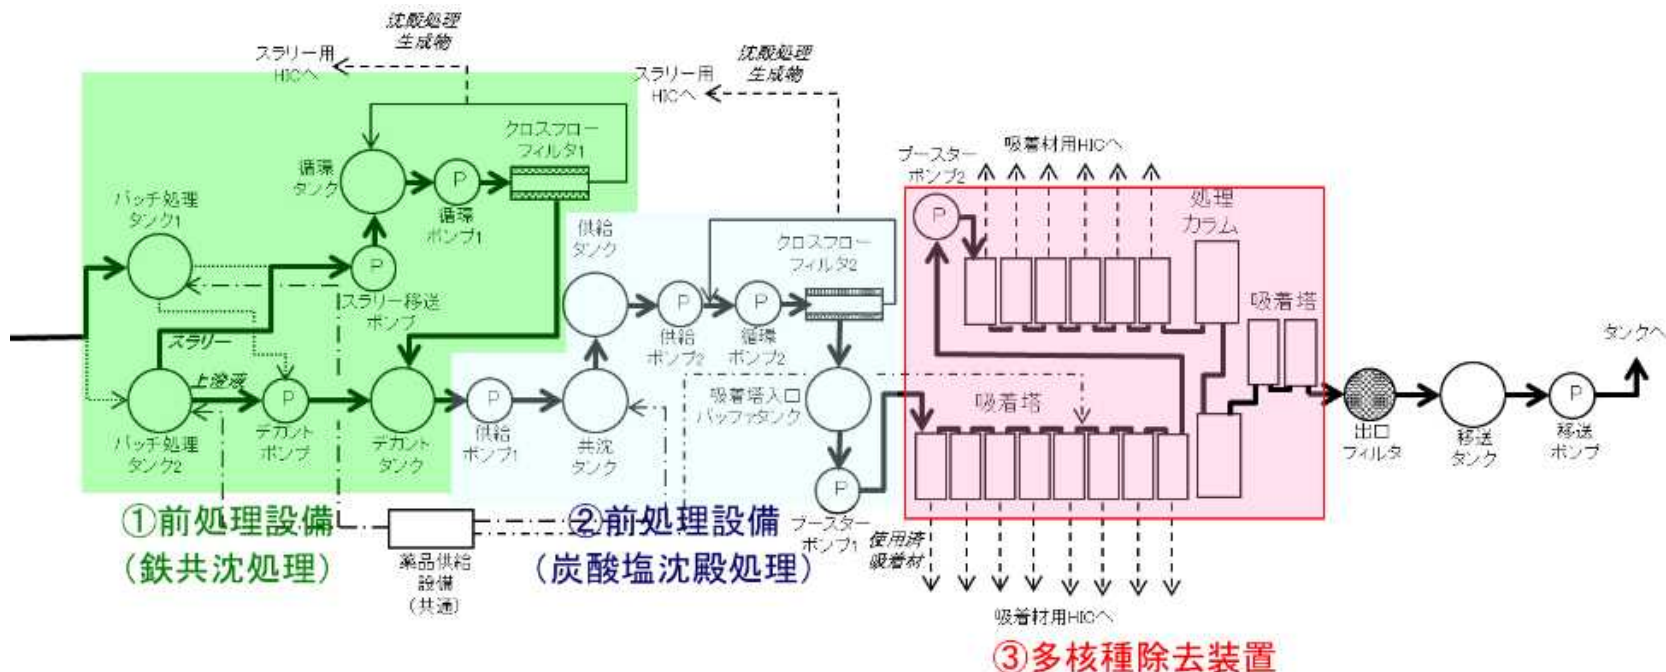 沈殿処理
生成物
スラリー用
HICへ
沈殿処理
生成物
スラリー用
HICへ
クロスフロー
フィルタ1
循環
タンク
P
循環
ポンプ1
バッチ処理
タンク1
P
スラリー移送
ポンプ
スラリー
上澄液
バッチ処理
タンク2
P
デカント
ポンプ
デカント
タンク
①前処理設備
(鉄共沈処理)
供給
タンク
クロスフロー
フィルタ2
P
供給
ポンプ2
P
循環
ポンプ2
P
供給
ポンプ1
共沈
タンク
吸着塔入口
バッファタンク
P
ブースター
ポンプ1
②前処理設備
(炭酸塩沈殿処理)
薬品供給
設備
(共通)
ブースター
ポンプ2
P
吸着材用HICへ
処理
カラム
吸着塔
吸着塔
使用済
吸着材
吸着材用HICへ
③多核種除去装置
出口
フィルタ
移送
タンク
P
移送
ポンプ
タンクへ